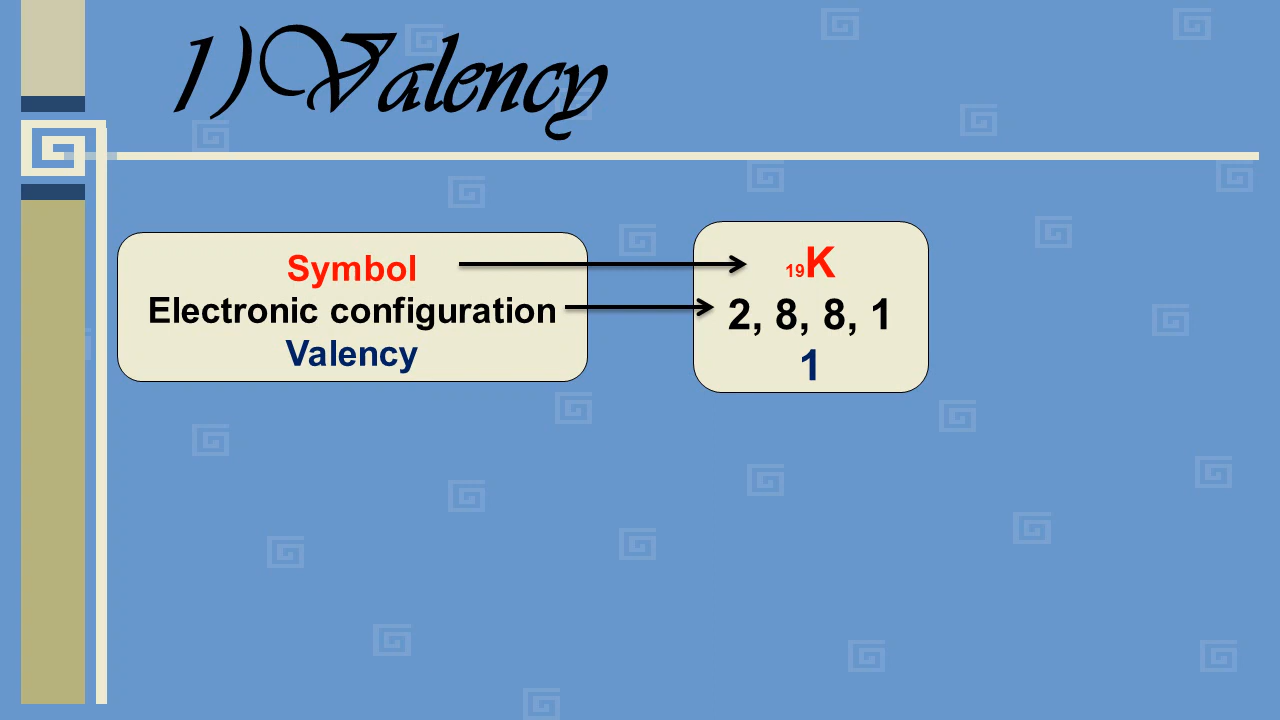 1) Valency
Symbol
Electronic configuration
Valency
19K
2, 8, 8, 1
1